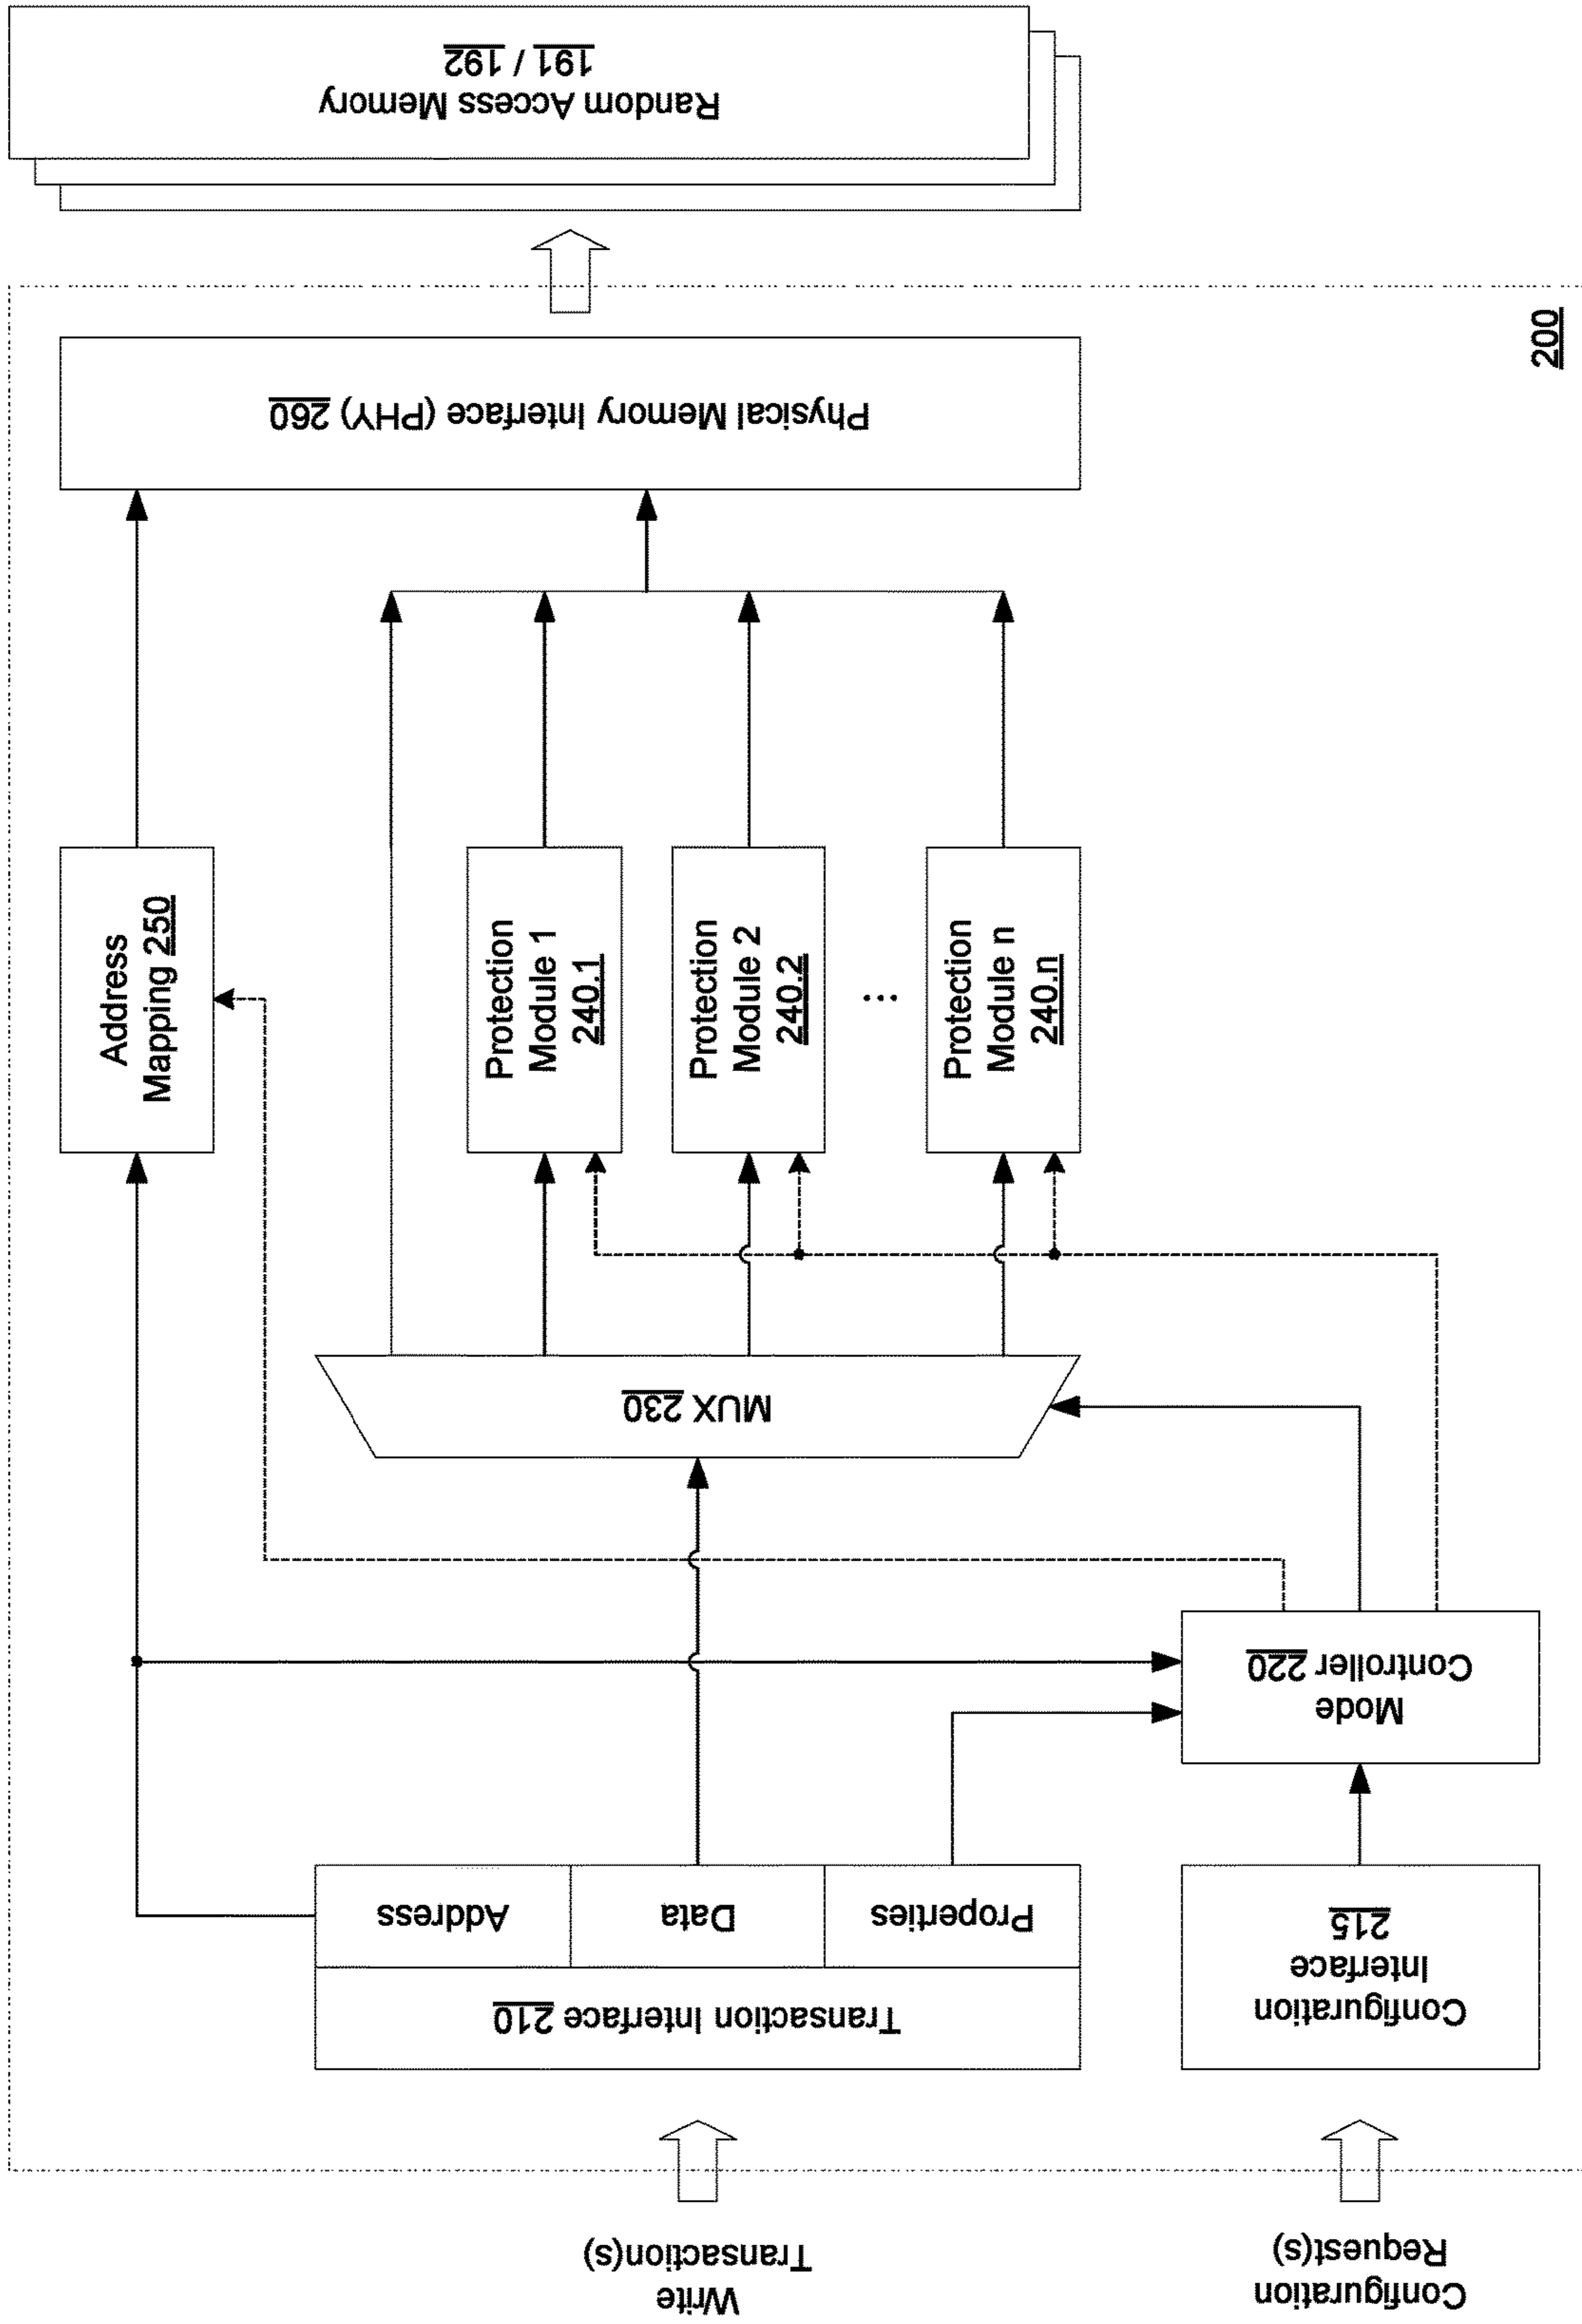 Write
Transaction(s)
Configuration
Request(s)
Transaction Interface 210
Address
Data
Properties
Configuration
Interface
215
Mode
Controller 220
MUX 230
Address
Mapping 250
Protection
Module 1
240.1
Protection
Module 2
240.2
...
Protection
Module n
240.n
Physical Memory Interface (PHY) 260
200
Random Access Memory
191 / 192